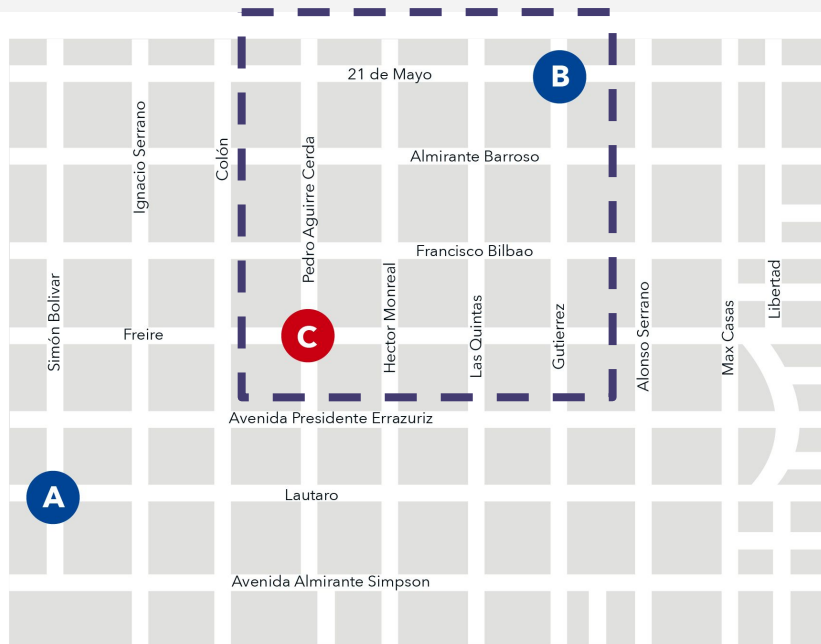 B
21 de Mayo
Ignacio Serrano
Colón
Pedro Aguirre Cerda
Almirante Barroso
Francisco Bilbao
Simón Bolivar
Freire
C
Hector Monreal
Las Quintas
Gutierrez
Alonso Serrano
Max Casas
Libertad
Avenida Presidente Errazuriz
A
Lautaro
Avenida Almirante Simpson